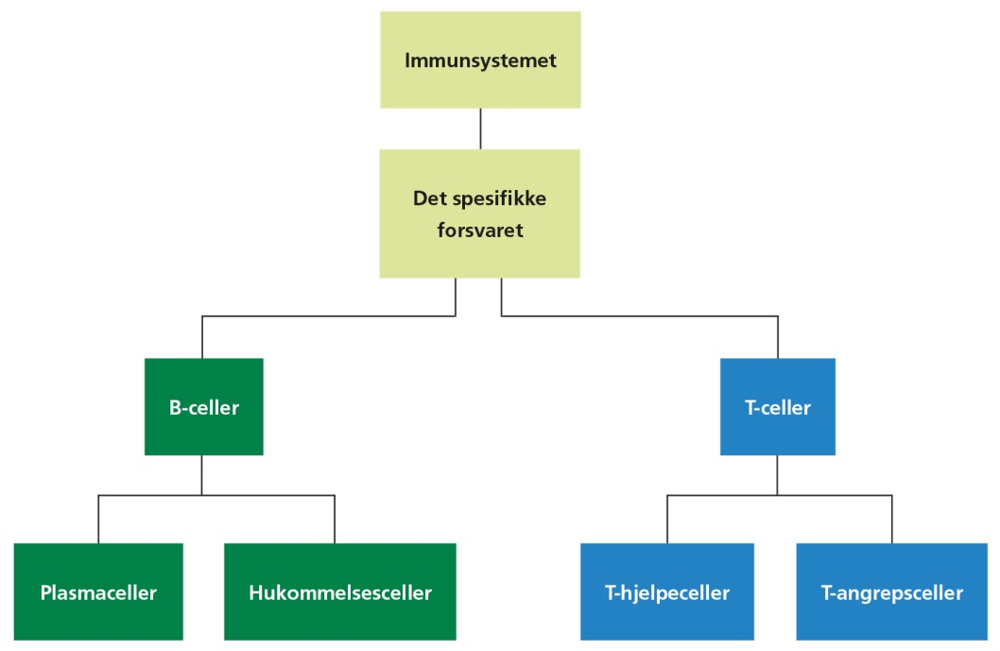 Immunsystemet
Det spesifikke
forsvaret
B-celler
T-celler
Plasmaceller
Hukommelsesceller
T-hjelpeceller
T-angrepsceller